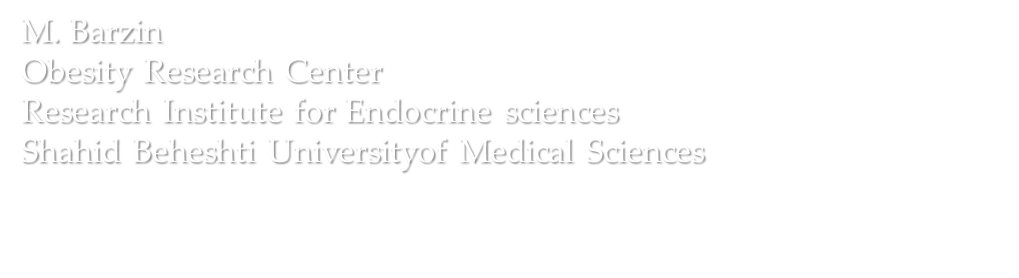 M. Barzin
Obesity Research Center
Research Institute for Endocrine sciences
Shahid Beheshti Universityof Medical Sciences